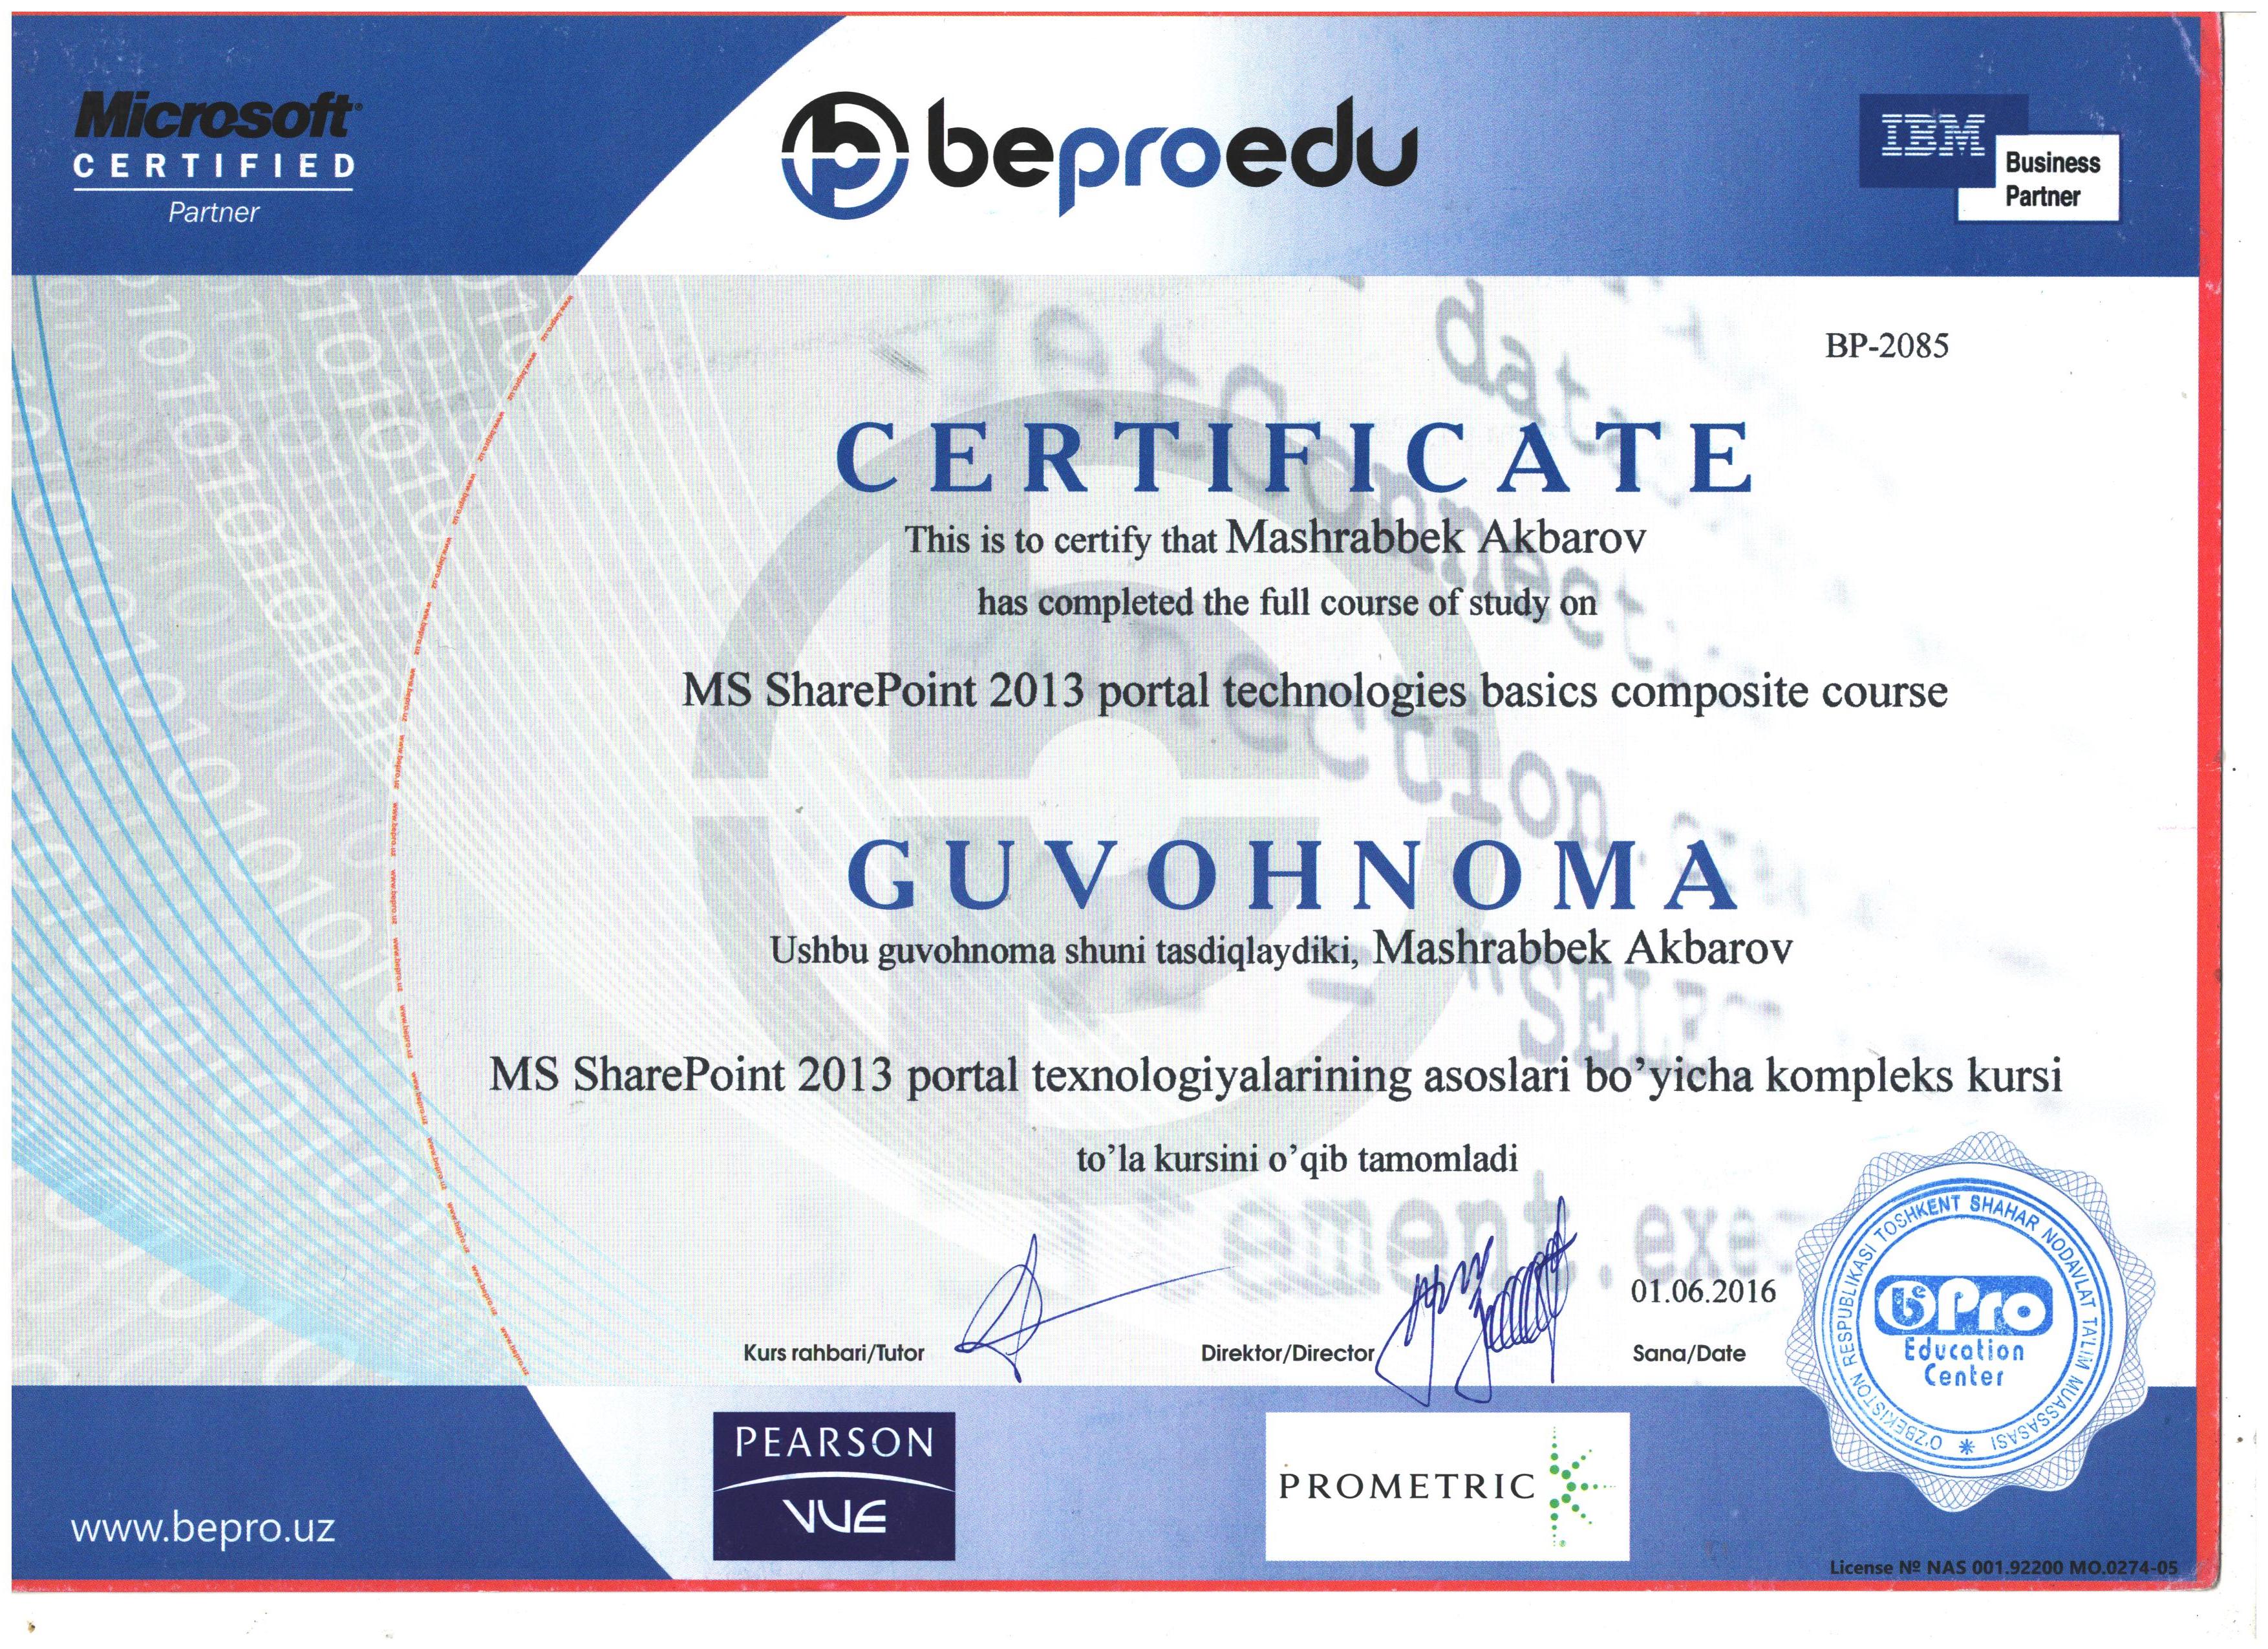 Microsoft®
CERTIFIED
Partner
beproedu
IBM
Business
Partner
BP-2085
CERTIFICATE
This is to certify that Mashrabbek Akbarov
has completed the full course of study on
MS SharePoint 2013 portal technologies basics composite course
GUVOHNOMA
Ushbu guvohnoma shuni tasdiqlaydiki, Mashrabbek Akbarov
MS SharePoint 2013 portal texnologiyalarining asoslari bo’yicha kompleks kursi
to’la kursini o’qib tamomladi
01.06.2016
Kurs rahbari/Tutor
Direktor/Director
Sana/Date
O'ZBEKISTON RESPUBLIKASI TOSHKENT SHAHAR NODAVLAT TA'LIM MUASSASASI
bePro
Education
Center
PEARSON
VUE
PROMETRIC
www.bepro.uz
License № NAS 001.92200 MO.0274-05